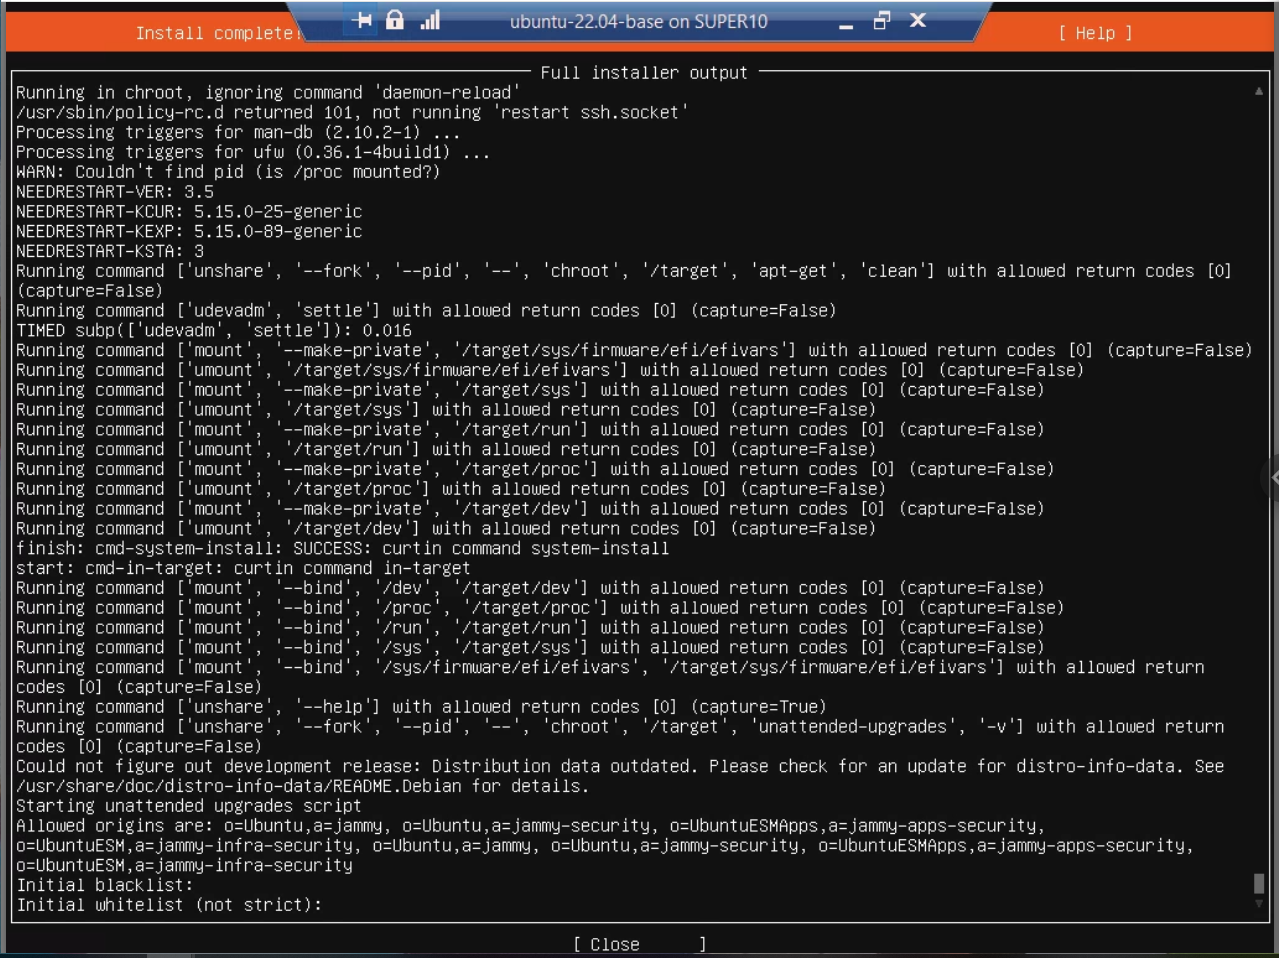 Install complete!
ubuntu-22.04-base on SUPER10
[ Help ]
Full installer output
Running in chroot, ignoring command 'daemon-reload'
/usr/sbin/policy-rc.d returned 101, not running 'restart ssh.socket'
Processing triggers for man-db (2.10.2-1) ...
Processing triggers for ufw (0.36.1-4build1) ...
WARN: Couldn't find pid (is /proc mounted?)
NEEDRESTART-VER: 3.5
NEEDRESTART-KCUR: 5.15.0-25-generic
NEEDRESTART-KEXP: 5.15.0-89-generic
NEEDRESTART-KSTA: 3
Running command ['unshare', '--fork', '--pid', '--', 'chroot', '/target', 'apt-get', 'clean'] with allowed return codes [0]
(capture=False)
Running command ['udevadm', 'settle'] with allowed return codes [0] (capture=False)
TIMED subp(['udevadm', 'settle']): 0.016
Running command ['mount', '--make-private', '/target/sys/firmware/efi/efivars'] with allowed return codes [0] (capture=False)
Running command ['umount', '/target/sys/firmware/efi/efivars'] with allowed return codes [0] (capture=False)
Running command ['mount', '--make-private', '/target/sys'] with allowed return codes [0] (capture=False)
Running command ['umount', '/target/sys'] with allowed return codes [0] (capture=False)
Running command ['mount', '--make-private', '/target/run'] with allowed return codes [0] (capture=False)
Running command ['umount', '/target/run'] with allowed return codes [0] (capture=False)
Running command ['mount', '--make-private', '/target/proc'] with allowed return codes [0] (capture=False)
Running command ['umount', '/target/proc'] with allowed return codes [0] (capture=False)
Running command ['mount', '--make-private', '/target/dev'] with allowed return codes [0] (capture=False)
Running command ['umount', '/target/dev'] with allowed return codes [0] (capture=False)
finish: cmd-system-install: SUCCESS: curtin command system-install
start: cmd-in-target: curtin command in-target
Running command ['mount', '--bind', '/dev', '/target/dev'] with allowed return codes [0] (capture=False)
Running command ['mount', '--bind', '/proc', '/target/proc'] with allowed return codes [0] (capture=False)
Running command ['mount', '--bind', '/run', '/target/run'] with allowed return codes [0] (capture=False)
Running command ['mount', '--bind', '/sys', '/target/sys'] with allowed return codes [0] (capture=False)
Running command ['mount', '--bind', '/sys/firmware/efi/efivars', '/target/sys/firmware/efi/efivars'] with allowed return
codes [0] (capture=False)
Running command ['unshare', '--help'] with allowed return codes [0] (capture=True)
Running command ['unshare', '--fork', '--pid', '--', 'chroot', '/target', 'unattended-upgrades', '-v'] with allowed return
codes [0] (capture=False)
Could not figure out development release: Distribution data outdated. Please check for an update for distro-info-data. See
/usr/share/doc/distro-info-data/README.Debian for details.
Starting unattended upgrades script
Allowed origins are: o=Ubuntu,a=jammy, o=Ubuntu,a=jammy-security, o=UbuntuESMApps,a=jammy-apps-security,
o=UbuntuESM,a=jammy-infra-security, o=Ubuntu,a=jammy, o=Ubuntu,a=jammy-security, o=UbuntuESMApps,a=jammy-apps-security,
o=UbuntuESM,a=jammy-infra-security
Initial blacklist:
Initial whitelist (not strict):
[ Close ]